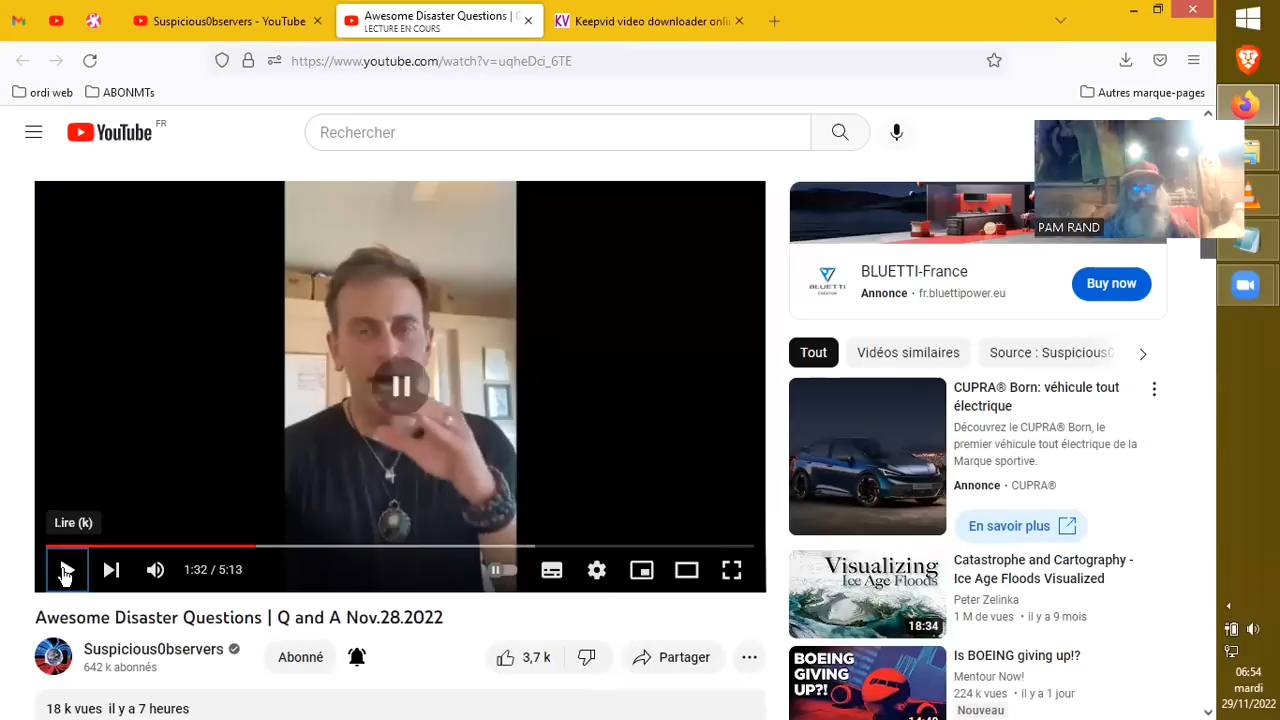 Suspicious0bservers - YouTube
Awesome Disaster Questions | Q
LECTURE EN COURS
Keepvid video downloader onli
https://www.youtube.com/watch?v=uqheDci_6TE
ordi web
ABONMTs
Autres marque-pages
YouTube FR
Rechercher
PAM RAND
BLUETTI
CREATOR
BLUETTI-France
Annonce · fr.bluettipower.eu
Buy now
Tout
Vidéos similaires
Source : Suspicious0
CUPRA® Born: véhicule tout
électrique
Découvrez le CUPRA® Born, le
premier véhicule tout électrique de la
Marque sportive.
Annonce · CUPRA®
En savoir plus
Lire (k)
1:32 / 5:13
Visualizing
Ice Age Floods
18:34
Catastrophe and Cartography -
Ice Age Floods Visualized
Peter Zelinka
1 M de vues · il y a 9 mois
Awesome Disaster Questions | Q and A Nov.28.2022
Suspicious0bservers
642 k abonnés
Abonné
3,7 k
Partager
BOEING
GIVING
UP?!
Is BOEING giving up!?
Mentour Now!
224 k vues · il y a 1 jour
Nouveau
18 k vues il y a 7 heures
06:54
mardi
29/11/2022